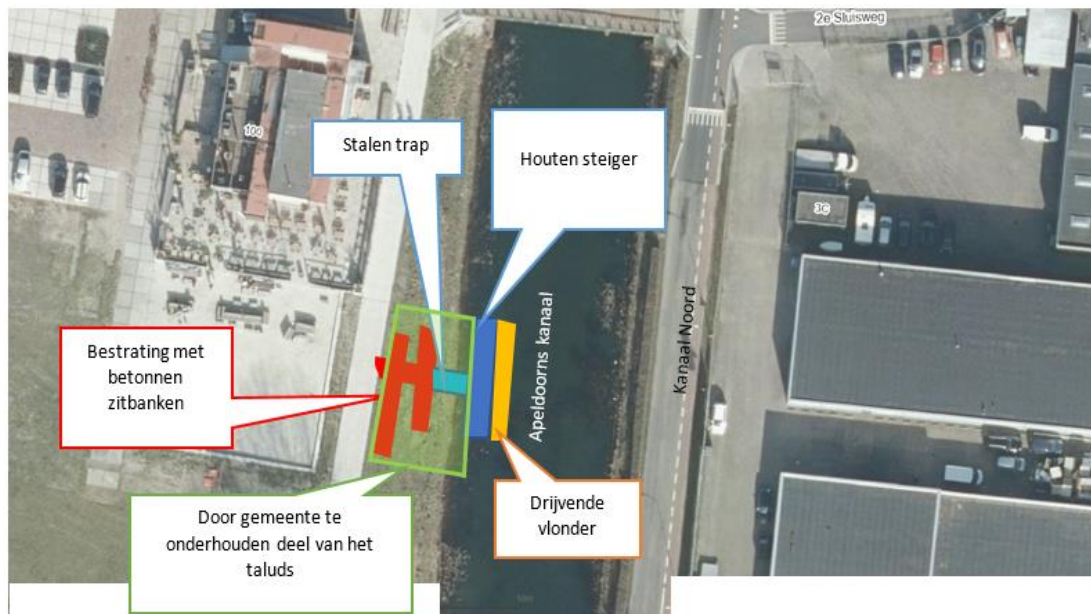 2e Sluisweg
100
Stalen trap
Houten steiger
3C
Bestrating met
betonnen
zitbanken
Apeldoorns kanaal
Kanaal Noord
Door gemeente te
onderhouden deel van het
taluds
Drijvende
vlonder